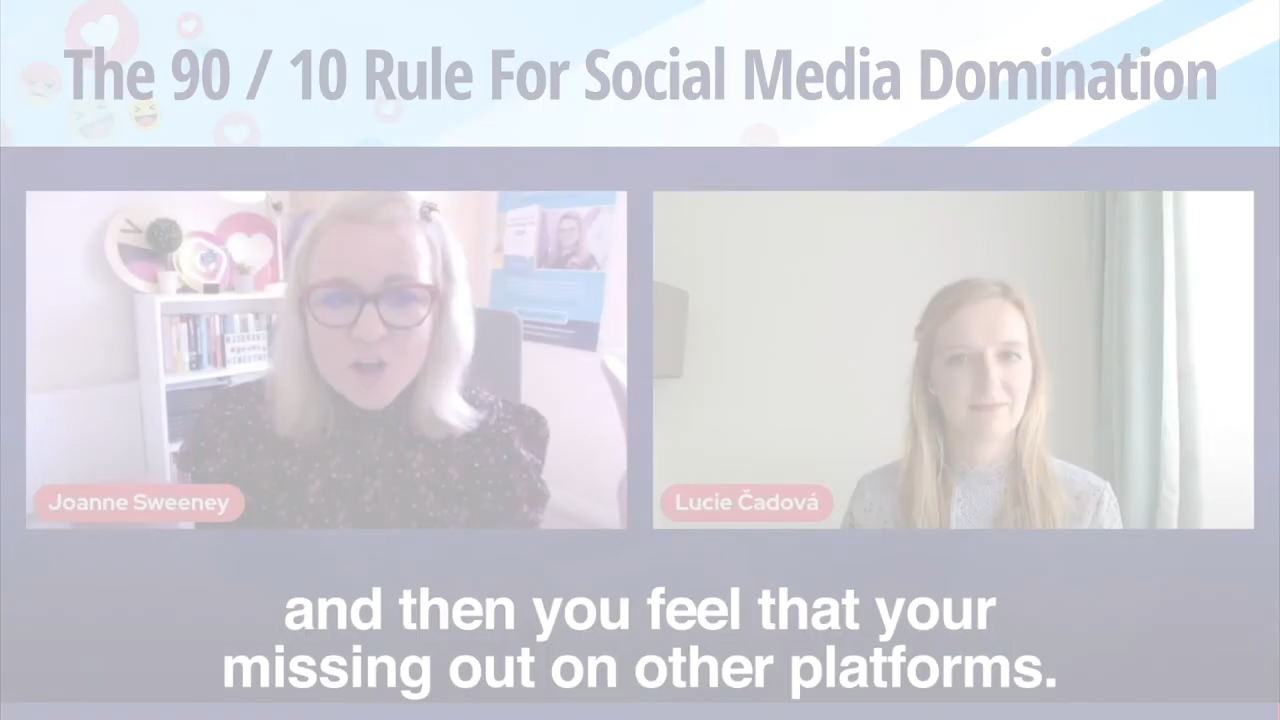 The 90 / 10 Rule For Social Media Domination
Joanne Sweeney
Lucie Čadová
and then you feel that your
missing out on other platforms.